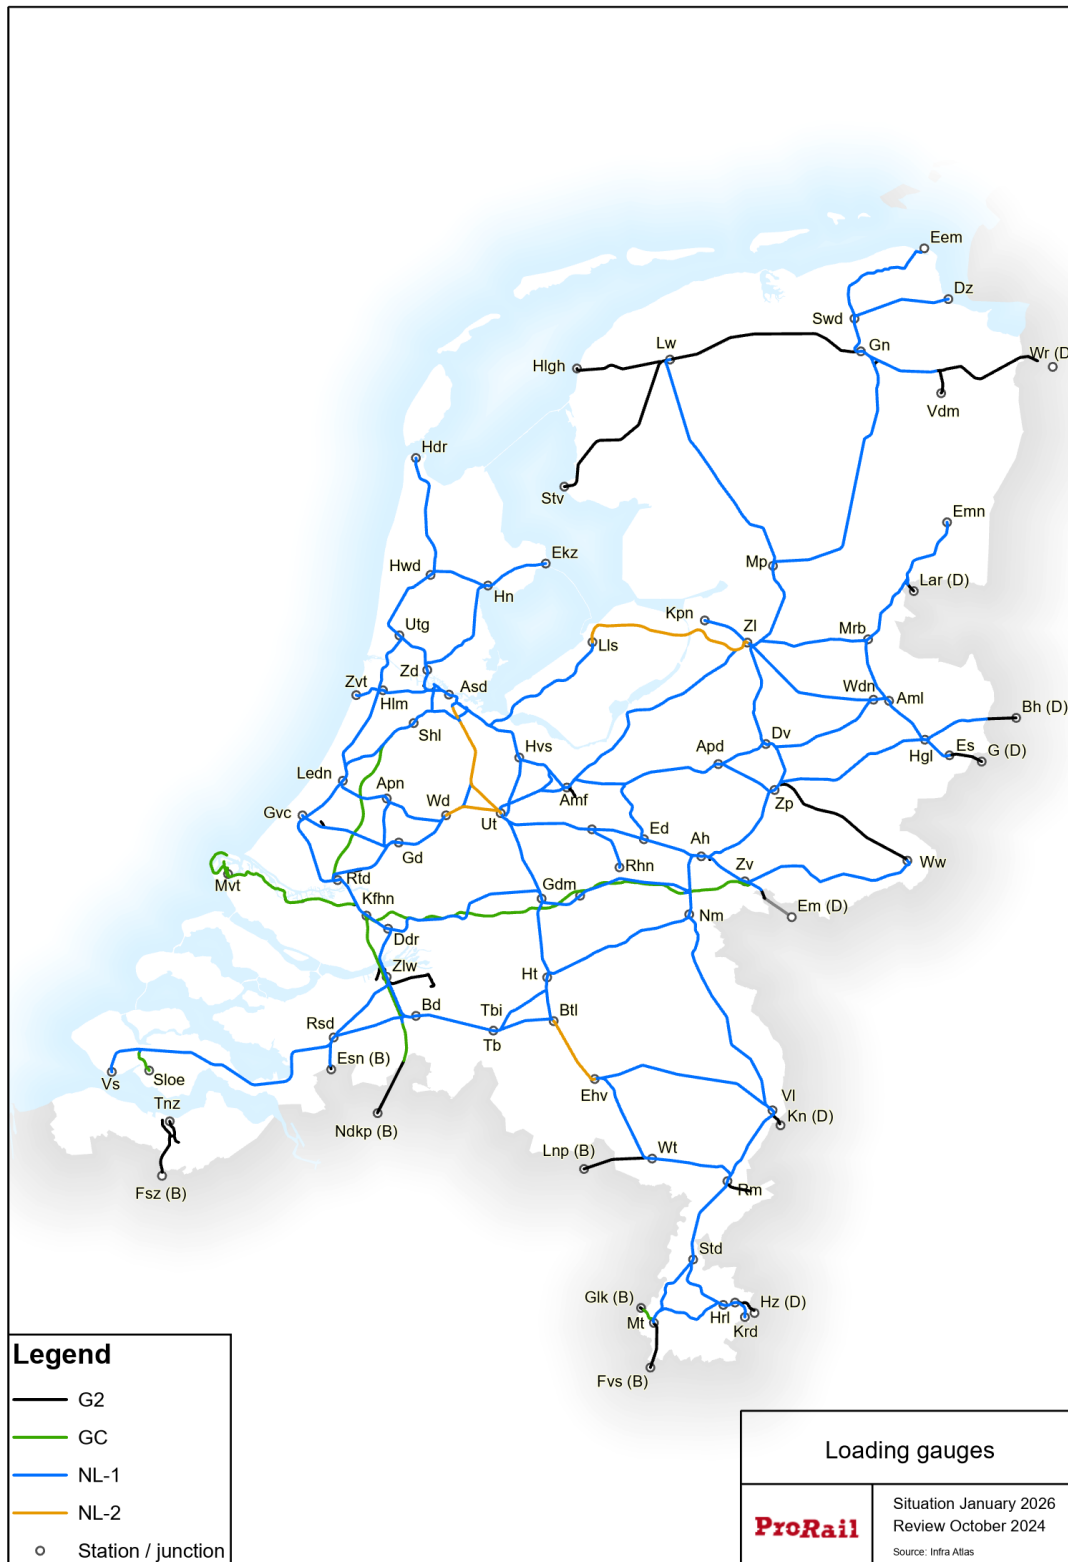 Eem
Dz
Swd
Gn
Lw
Wr (D
Hlgh
Vdm
Hdr
Stv
Emn
Ekz
Mp
Hwd
Lar (D)
Hn
Kpn
Utg
Zl
Mrb
Lls
Zd
Zvt
Asd
Wdn
Hlm
Aml
Bh (D)
Shl
Hvs
Dv
Es
G (D)
Hgl
Apd
Ledn
Apn
Amf
Zp
Gvc
Wd
Ut
Ed
Ah
Gd
Rhn
Zv
Ww
Mvt
Rtd
Kfhn
Gdm
Em (D)
Nm
Ddr
Zlw
Ht
Bd
Tbi
Btl
Rsd
Tb
Esn (B)
Vs
Sloe
Ehv
Tnz
Vl
Kn (D)
Ndkp (B)
Lnp (B)
Wt
Fsz (B)
Rm
Std
Glk (B)
Hz (D)
Mt
Hrl
Krd
Fvs (B)
Legend
G2
GC
NL-1
NL-2
Station / junction
Loading gauges
ProRail
Situation January 2026
Review October 2024
Source: Infra Atlas